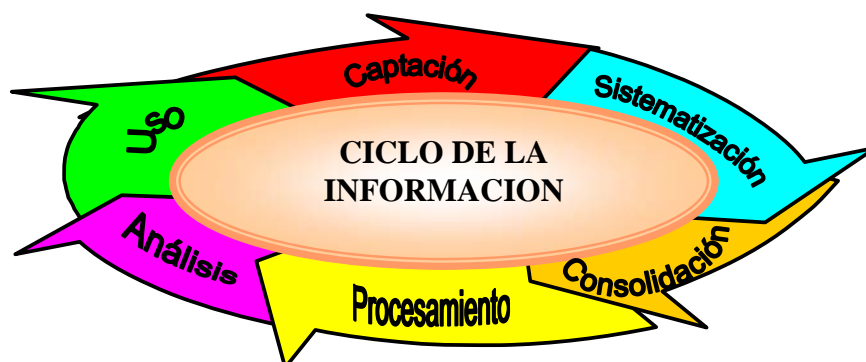 CICLO DE LA
INFORMACION
Captación
Sistematización
Consolidación
Procesamiento
Análisis
Uso